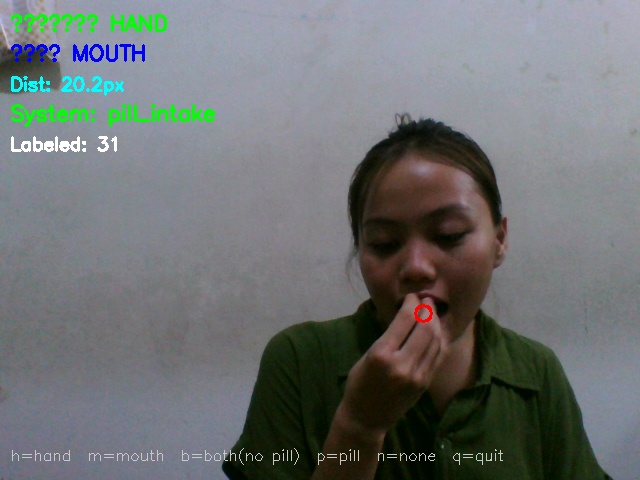 ??????? HAND
???? MOUTH
Dist: 20.2px
System: pill_intake
Labeled: 31
h=hand m=mouth b=both(no pill) p=pill n=none q=quit